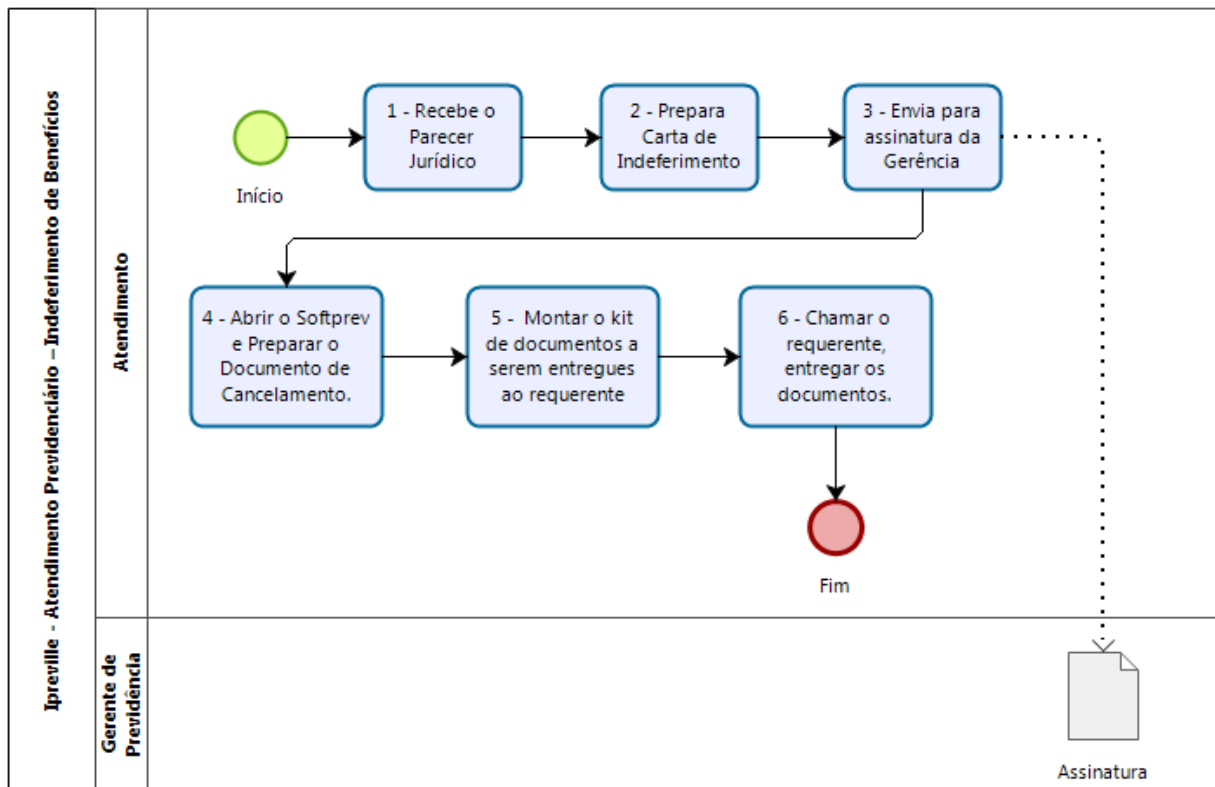 Ipreville - Atendimento Previdenciário – Indeferimento de Benefícios
Atendimento
Início
1 - Recebe o
Parecer
Jurídico
2 - Prepara
Carta de
Indeferimento
3 - Envia para
assinatura da
Gerência
4 - Abrir o Softprev
e Preparar o
Documento de
Cancelamento.
5 - Montar o kit
de documentos a
serem entregues
ao requerente
6 - Chamar o
requerente,
entregar os
documentos.
Fim
Gerente de
Previdência
Assinatura